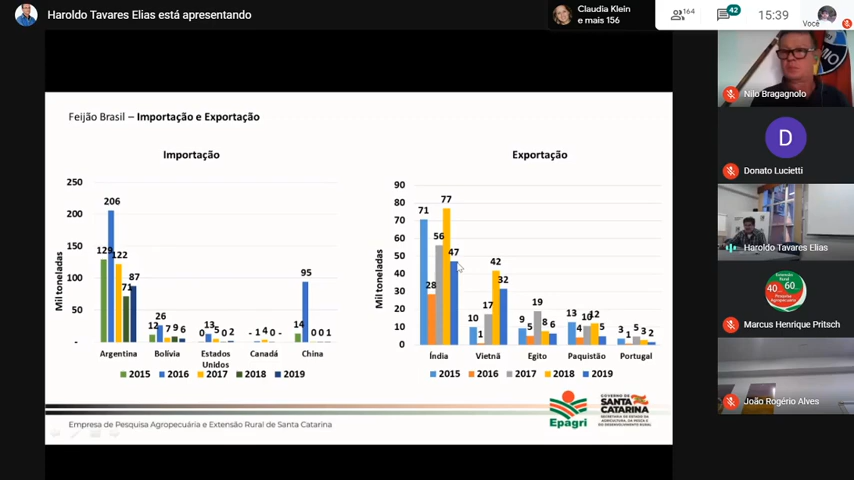 Haroldo Tavares Elias está apresentando
Claudia Klein
e mais 156
164
42
15:39
Você
Feijão Brasil – Importação e Exportação
Importação
Mil toneladas
250
200
150
100
50
-
129 206 122 71 87
12 26 7 9 6
0 13 5 0 2
- 1 4 0 -
14 95 0 0 1
Argentina Bolívia Estados Unidos Canadá China
2015 2016 2017 2018 2019
Exportação
Mil toneladas
90
80
70
60
50
40
30
20
10
0
71 28 56 77 47
10 1 17 42 32
9 5 19 8 6
13 4 10 12 5
3 1 5 3 2
Índia Vietnã Egito Paquistão Portugal
2015 2016 2017 2018 2019
Epagri
GOVERNO DE
SANTA
CATARINA
Empresa de Pesquisa Agropecuária e Extensão Rural de Santa Catarina
Nilo Bragagnolo
D
Donato Lucietti
Haroldo Tavares Elias
Extensão
Rural
40 60
Pesquisa
Agropecuária
Marcus Henrique Pritsch
João Rogério Alves